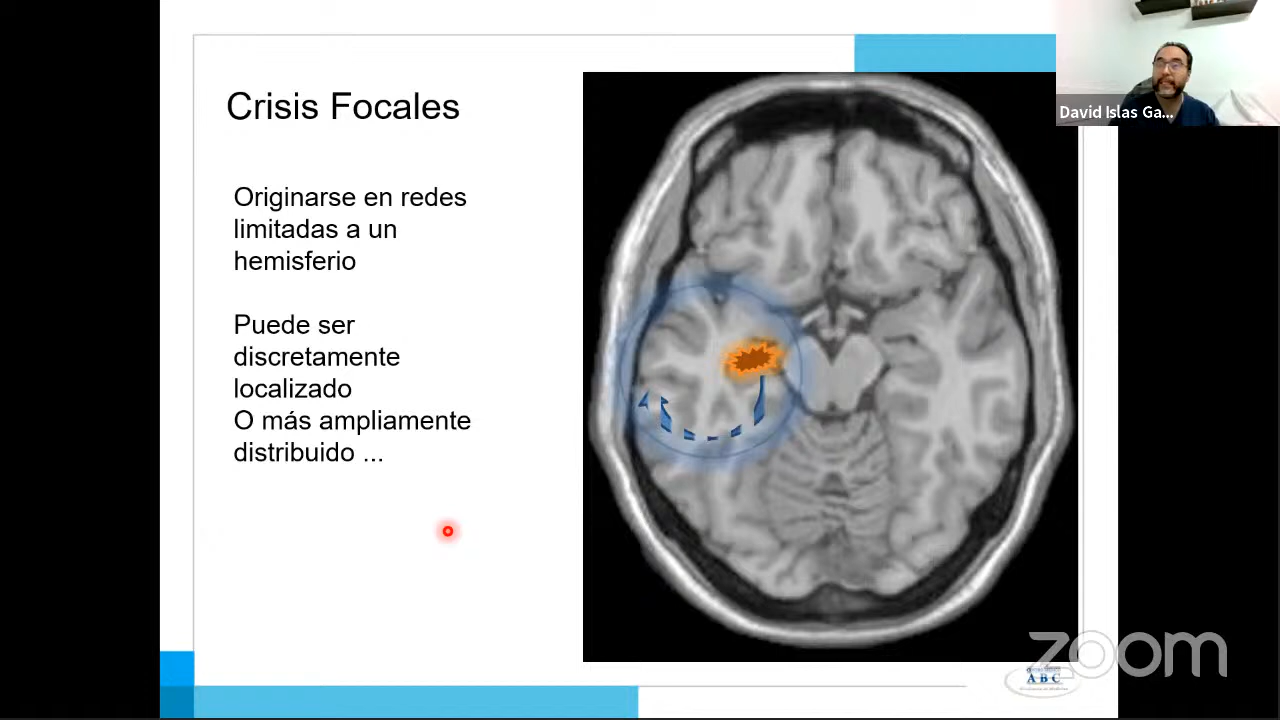 Crisis Focales
David Islas Ga...
Originarse en redes
limitadas a un
hemisferio
Puede ser
discretamente
localizado
O más ampliamente
distribuido ...
zoom
ABC